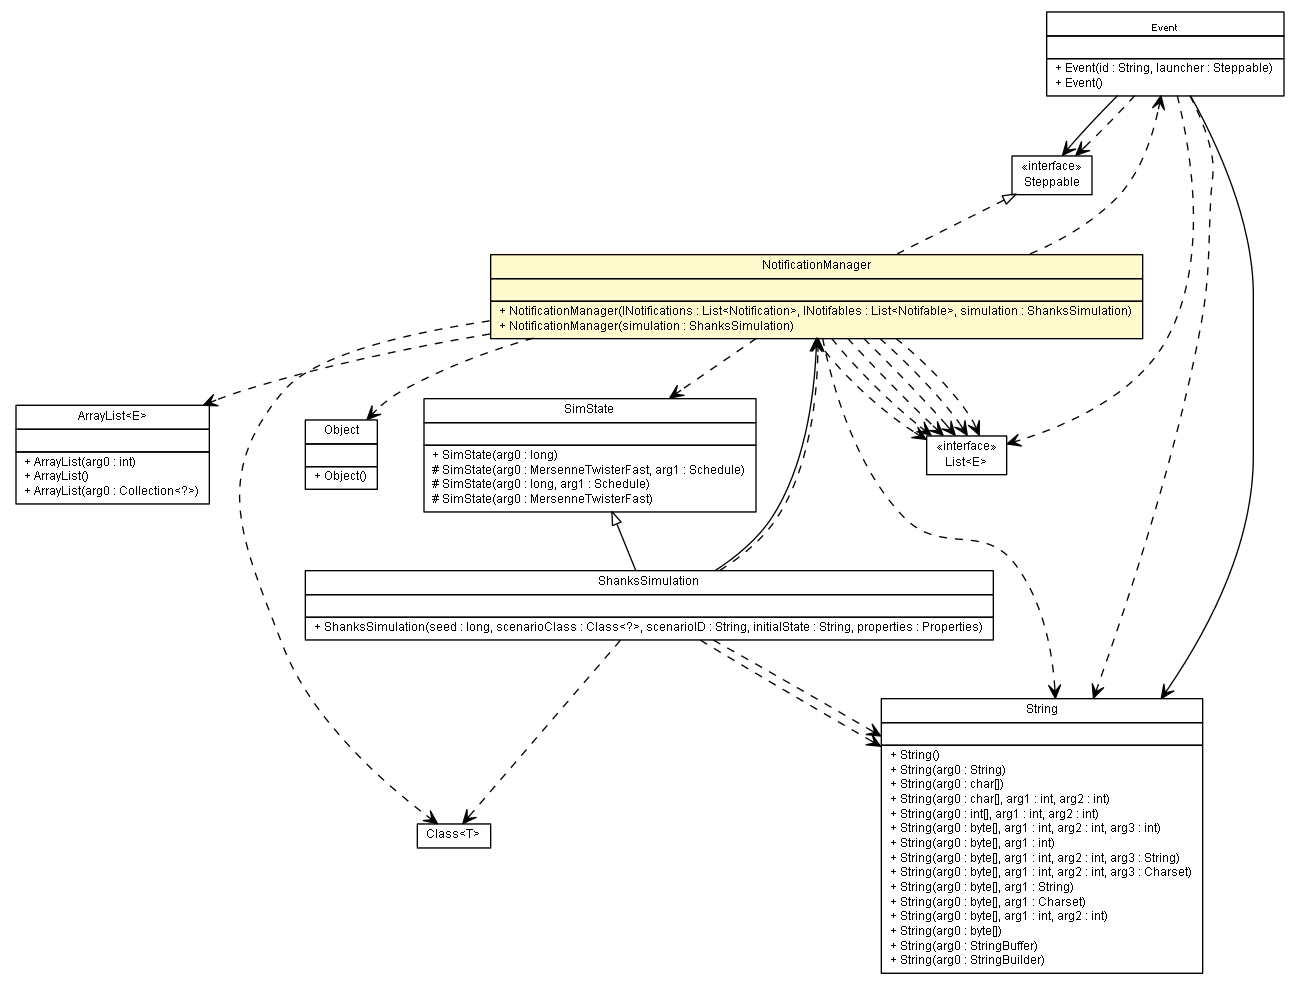 Event
+ Event(id : String, launcher : Steppable)
+ Event()
«interface»
Steppable
NotificationManager
+ NotificationManager(lNotifications : List<Notification>, lNotifables : List<Notifable>, simulation : ShanksSimulation)
+ NotificationManager(simulation : ShanksSimulation)
ArrayList<E>
+ ArrayList(arg0 : int)
+ ArrayList()
+ ArrayList(arg0 : Collection<?>)
Object
+ Object()
SimState
+ SimState(arg0 : long)
# SimState(arg0 : MersenneTwisterFast, arg1 : Schedule)
# SimState(arg0 : long, arg1 : Schedule)
# SimState(arg0 : MersenneTwisterFast)
«interface»
List<E>
ShanksSimulation
+ ShanksSimulation(seed : long, scenarioClass : Class<?>, scenarioID : String, initialState : String, properties : Properties)
String
+ String()
+ String(arg0 : String)
+ String(arg0 : char[])
+ String(arg0 : char[], arg1 : int, arg2 : int)
+ String(arg0 : int[], arg1 : int, arg2 : int)
+ String(arg0 : byte[], arg1 : int, arg2 : int, arg3 : int)
+ String(arg0 : byte[], arg1 : int)
+ String(arg0 : byte[], arg1 : int, arg2 : int, arg3 : String)
+ String(arg0 : byte[], arg1 : int, arg2 : int, arg3 : Charset)
+ String(arg0 : byte[], arg1 : String)
+ String(arg0 : byte[], arg1 : Charset)
+ String(arg0 : byte[], arg1 : int, arg2 : int)
+ String(arg0 : byte[])
+ String(arg0 : StringBuffer)
+ String(arg0 : StringBuilder)
Class<T>